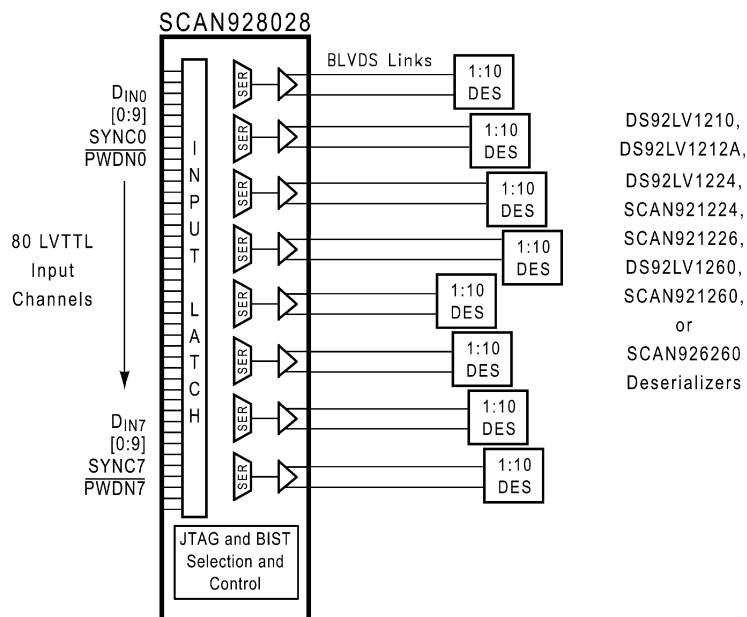 SCAN928028
BLVDS Links
DIN0
[0:9]
SYNC0
PWDN0
80 LVTTL
Input
Channels
DIN7
[0:9]
SYNC7
PWDN7
INPUT LATCH
SER
SER
SER
SER
SER
SER
SER
SER
1:10
DES
1:10
DES
1:10
DES
1:10
DES
1:10
DES
1:10
DES
1:10
DES
1:10
DES
JTAG and BIST
Selection and
Control
DS92LV1210,
DS92LV1212A,
DS92LV1224,
SCAN921224,
SCAN921226,
DS92LV1260,
SCAN921260,
or
SCAN926260
Deserializers